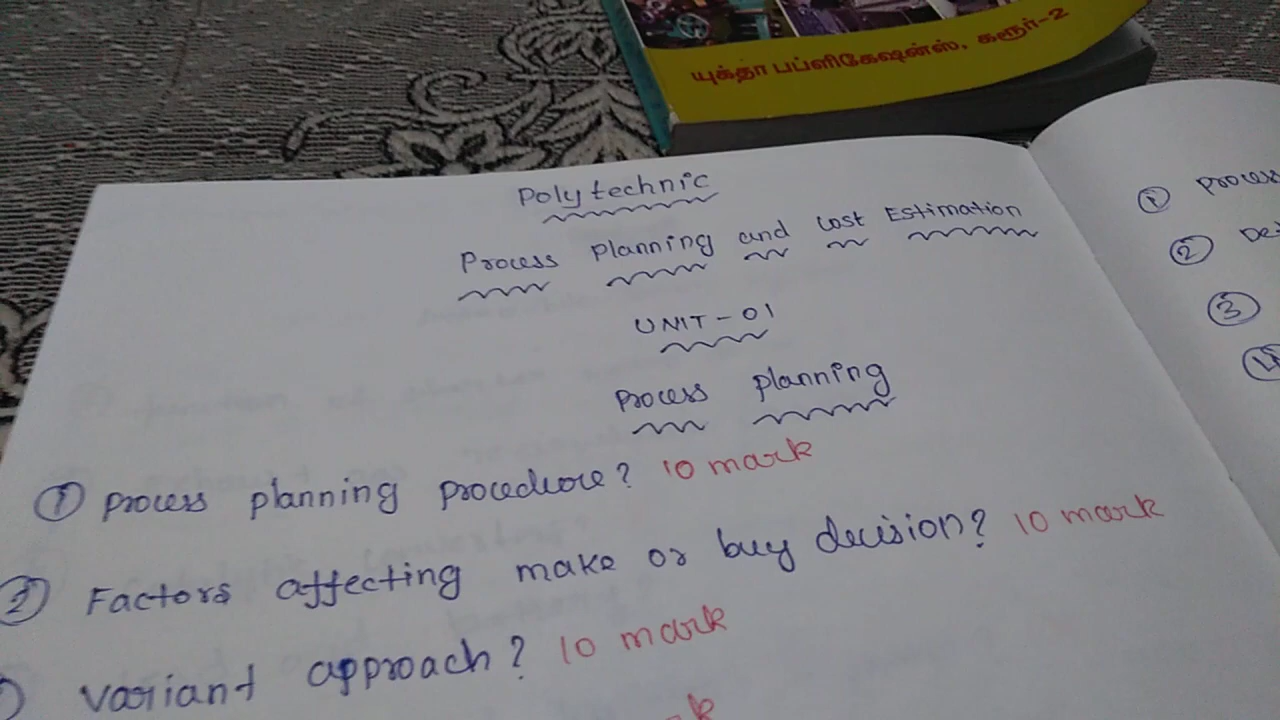 யுக்தா பப்ளிகேஷன்ஸ், கரூர்-2
Polytechnic
Process Planning and Cost Estimation
UNIT-01
Process Planning
① Process planning procedure? 10 mark
② Factors affecting make or buy decision? 10 mark
variant approach? 10 mark
① Process
②
③